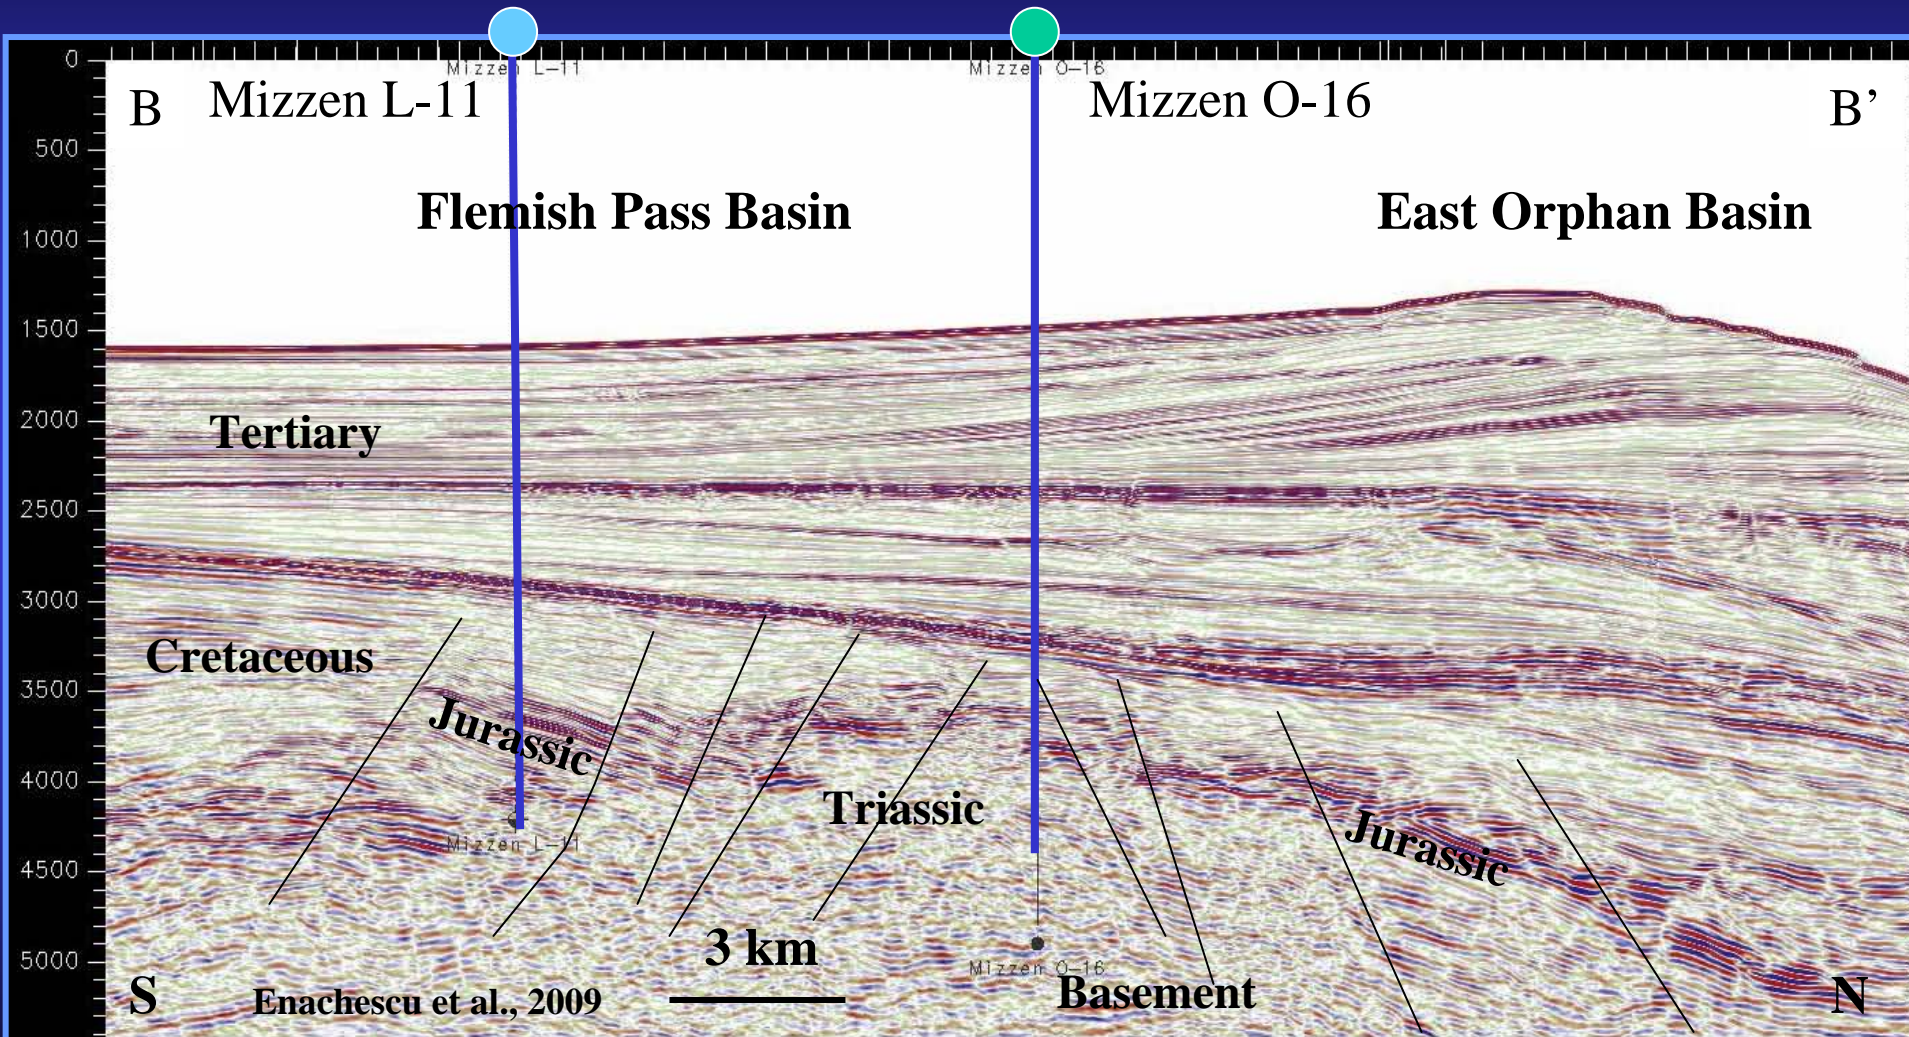 Mizzen L-11
Mizzen O-16
0
B
Mizzen L-11
Mizzen O-16
B’
500
Flemish Pass Basin
East Orphan Basin
1000
1500
2000
Tertiary
2500
3000
Cretaceous
3500
Jurassic
4000
Triassic
Mizzen L-11
Jurassic
4500
3 km
5000
Mizzen O-16
S
Enachescu et al., 2009
Basement
N